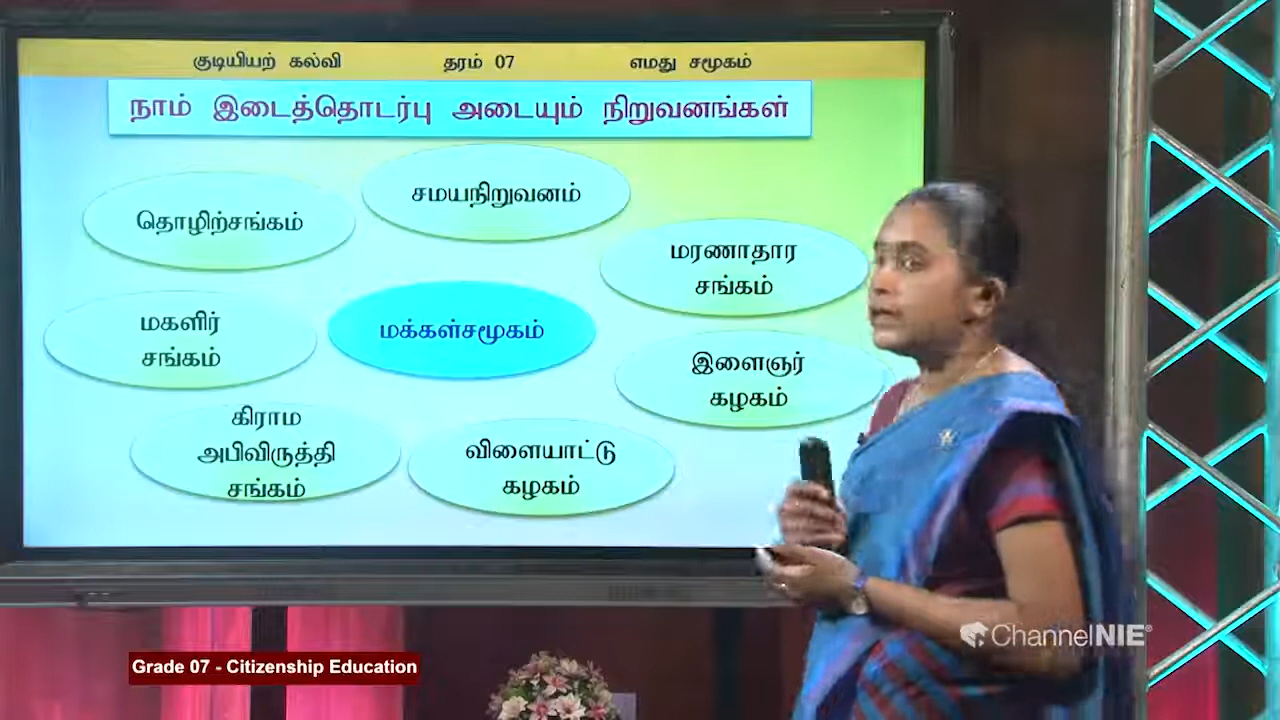 குடியியற் கல்வி தரம் 07 எமது சமூகம்
நாம் இடைத்தொடர்பு அடையும் நிறுவனங்கள்
சமயநிறுவனம்
தொழிற்சங்கம்
மரணாதார
சங்கம்
மகளிர்
சங்கம்
மக்கள்சமூகம்
இளைஞர்
கழகம்
கிராம
அபிவிருத்தி
சங்கம்
விளையாட்டு
கழகம்
ChannelNIE®
Grade 07 - Citizenship Education